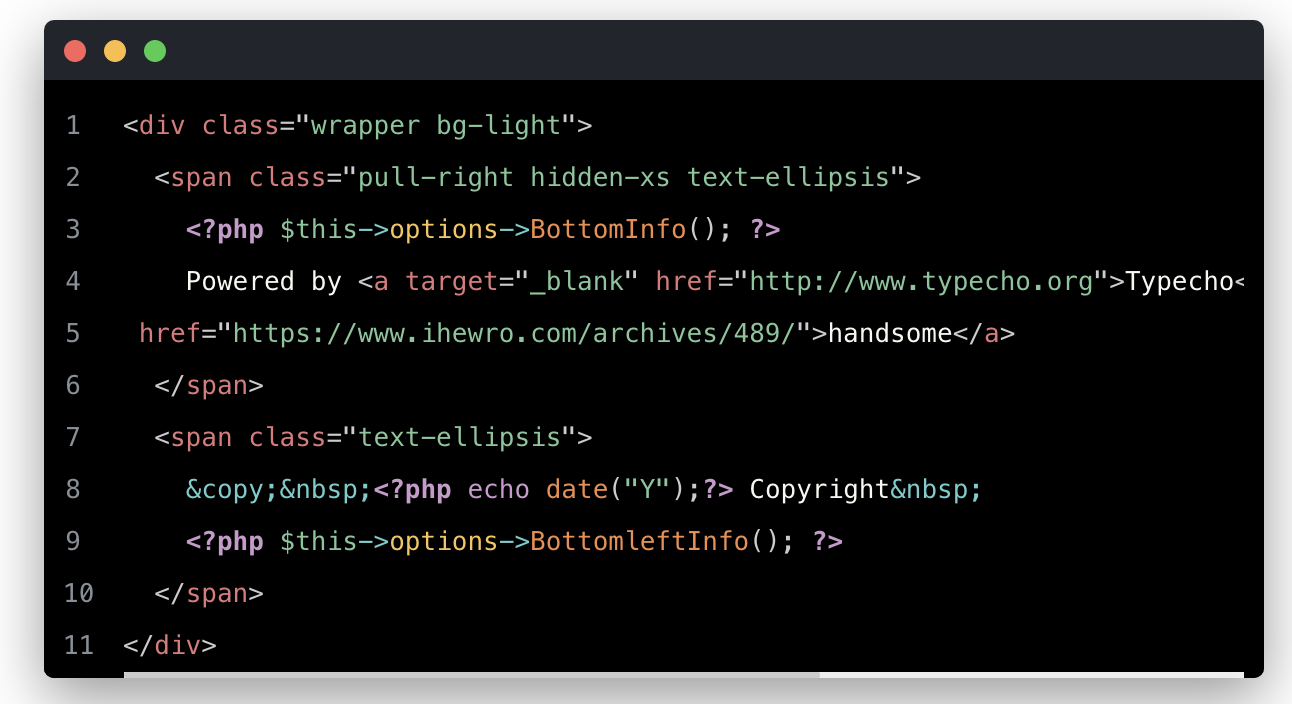 1 <div class="wrapper bg-light">
2   <span class="pull-right hidden-xs text-ellipsis">
3     <?php $this->options->BottomInfo(); ?>
4     Powered by <a target="_blank" href="http://www.typecho.org">Typecho<
5  href="https://www.ihewro.com/archives/489/">handsome</a>
6   </span>
7   <span class="text-ellipsis">
8     &copy;&nbsp;<?php echo date("Y");?> Copyright&nbsp;
9     <?php $this->options->BottomleftInfo(); ?>
10   </span>
11 </div>